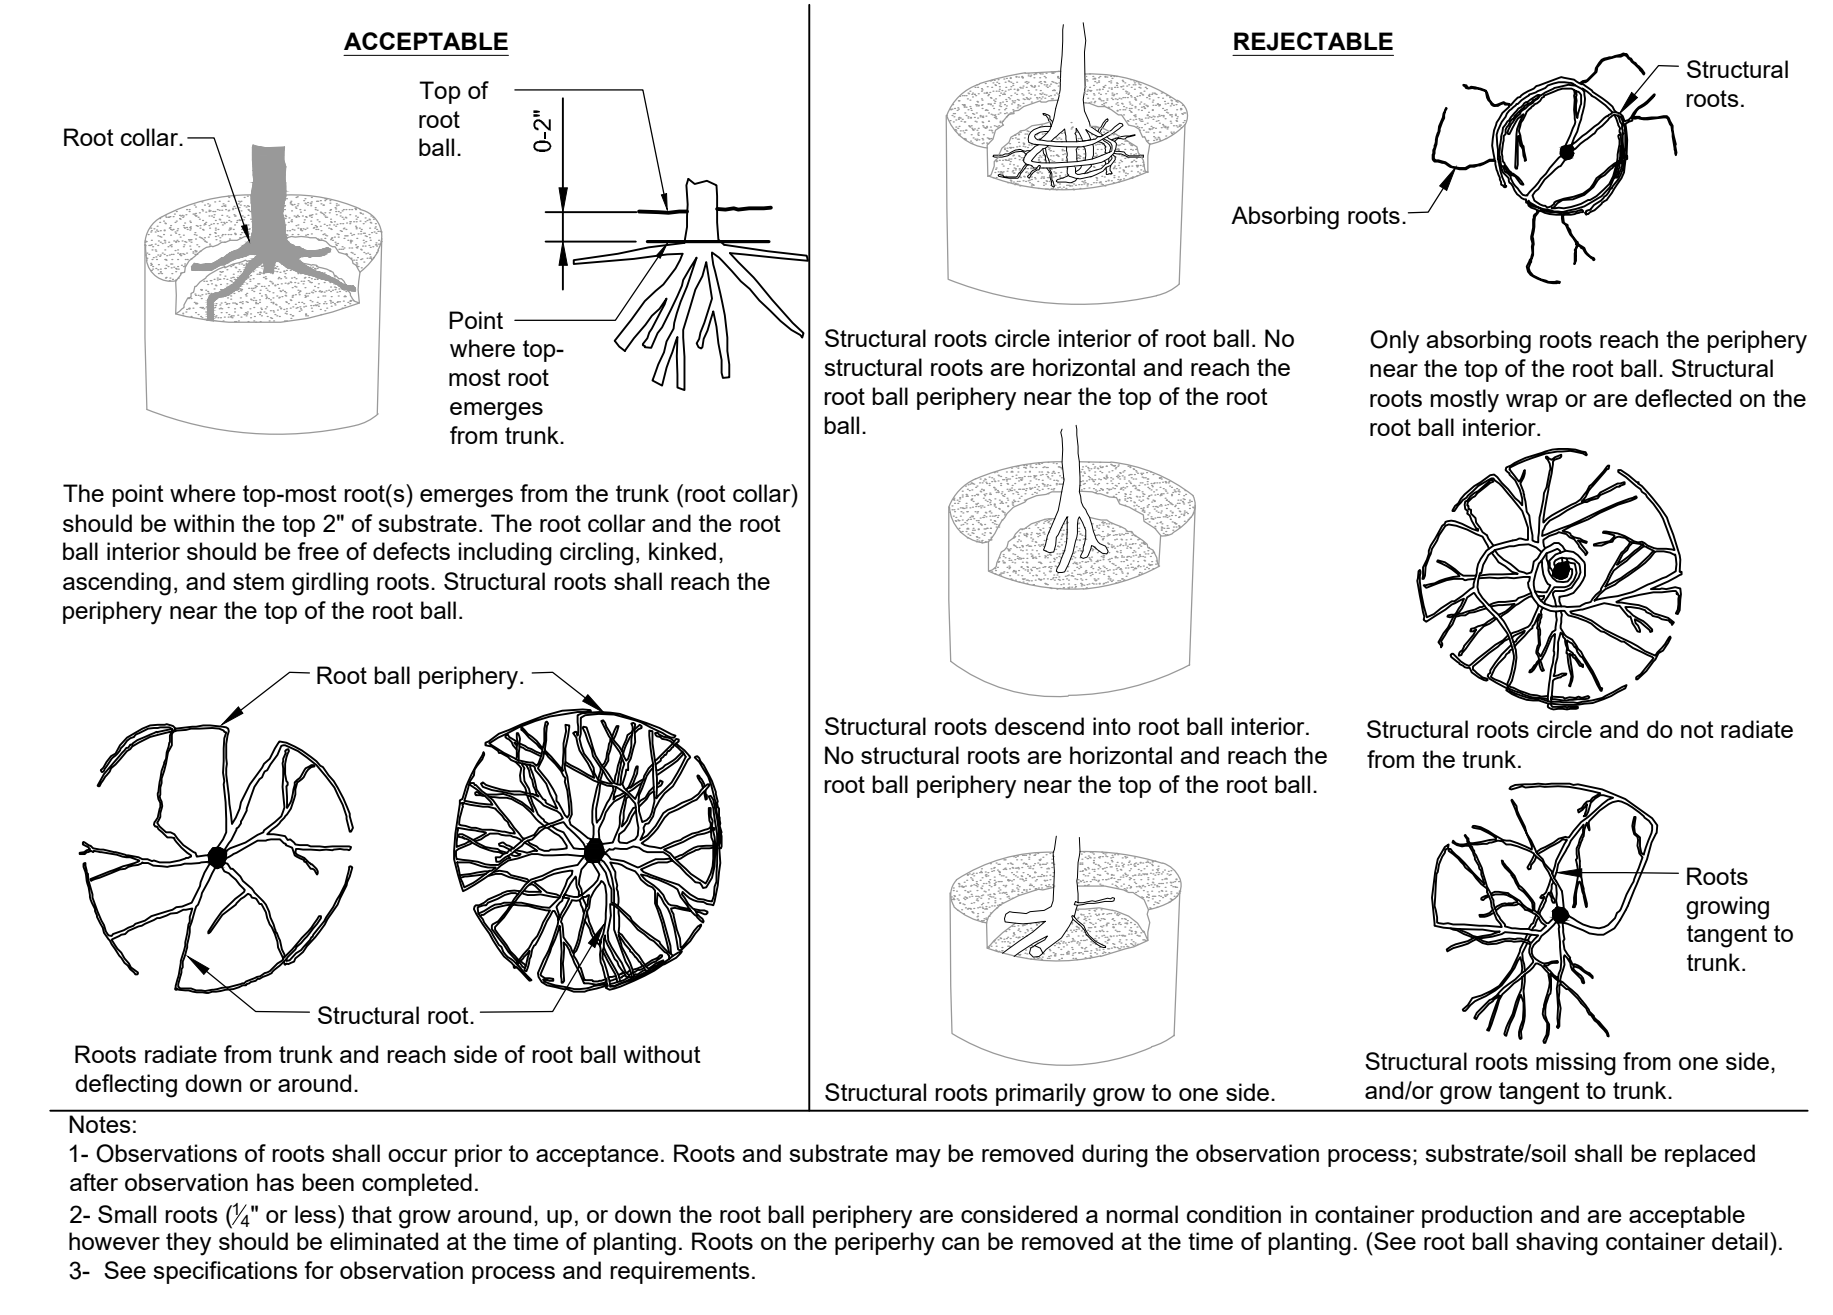 ACCEPTABLE
Root collar.
Top of
root
ball.
0-2"
Point
where top-
most root
emerges
from trunk.
The point where top-most root(s) emerges from the trunk (root collar)
should be within the top 2" of substrate. The root collar and the root
ball interior should be free of defects including circling, kinked,
ascending, and stem girdling roots. Structural roots shall reach the
periphery near the top of the root ball.
Root ball periphery.
Structural root.
Roots radiate from trunk and reach side of root ball without
deflecting down or around.
REJECTABLE
Structural roots circle interior of root ball. No
structural roots are horizontal and reach the
root ball periphery near the top of the root
ball.
Structural
roots.
Absorbing roots.
Only absorbing roots reach the periphery
near the top of the root ball. Structural
roots mostly wrap or are deflected on the
root ball interior.
Structural roots descend into root ball interior.
No structural roots are horizontal and reach the
root ball periphery near the top of the root ball.
Structural roots circle and do not radiate
from the trunk.
Structural roots primarily grow to one side.
Roots
growing
tangent to
trunk.
Structural roots missing from one side,
and/or grow tangent to trunk.
Notes:
1- Observations of roots shall occur prior to acceptance. Roots and substrate may be removed during the observation process; substrate/soil shall be replaced
after observation has been completed.
2- Small roots (¼" or less) that grow around, up, or down the root ball periphery are considered a normal condition in container production and are acceptable
however they should be eliminated at the time of planting. Roots on the periperhy can be removed at the time of planting. (See root ball shaving container detail).
3- See specifications for observation process and requirements.